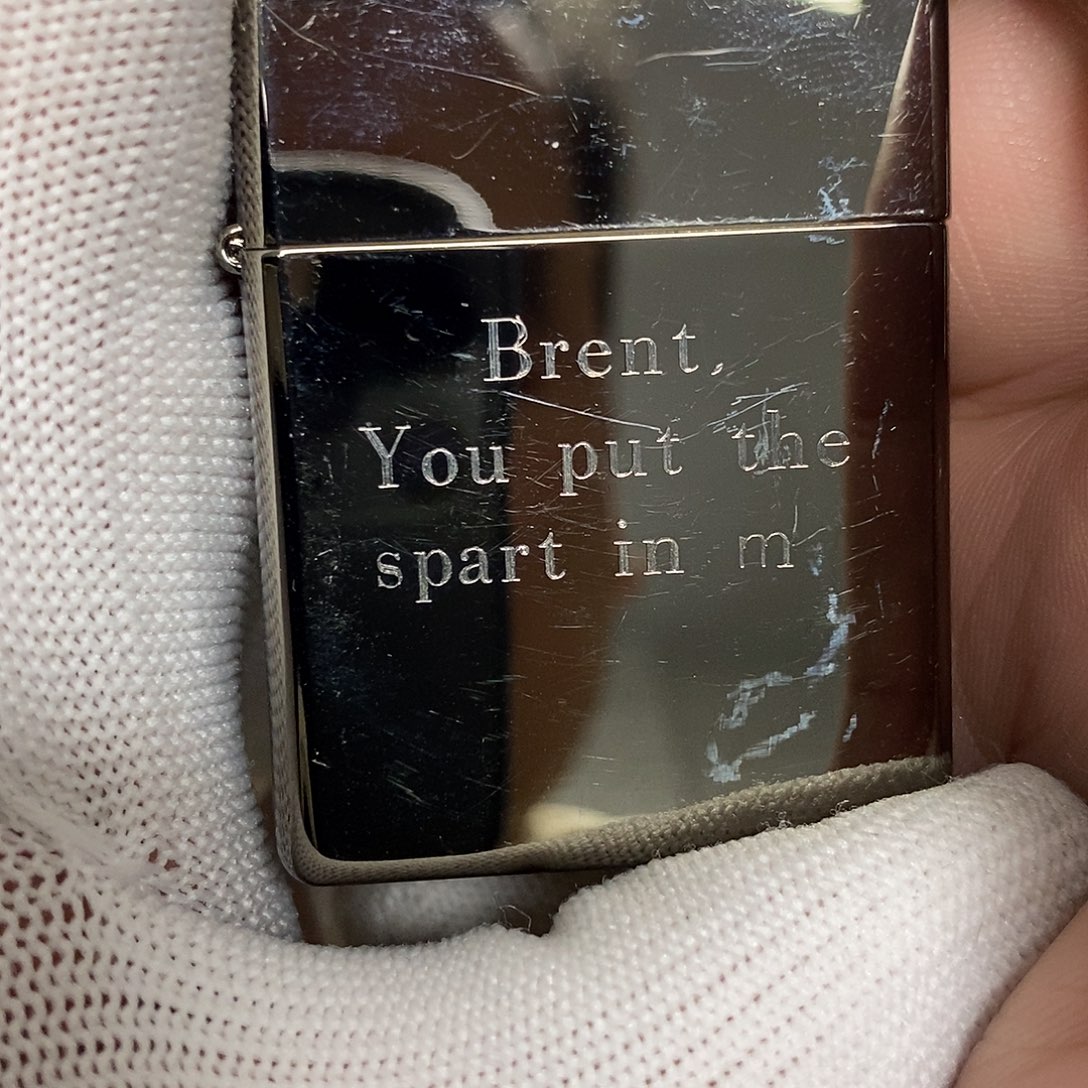 Brent,
You put the
spart in m